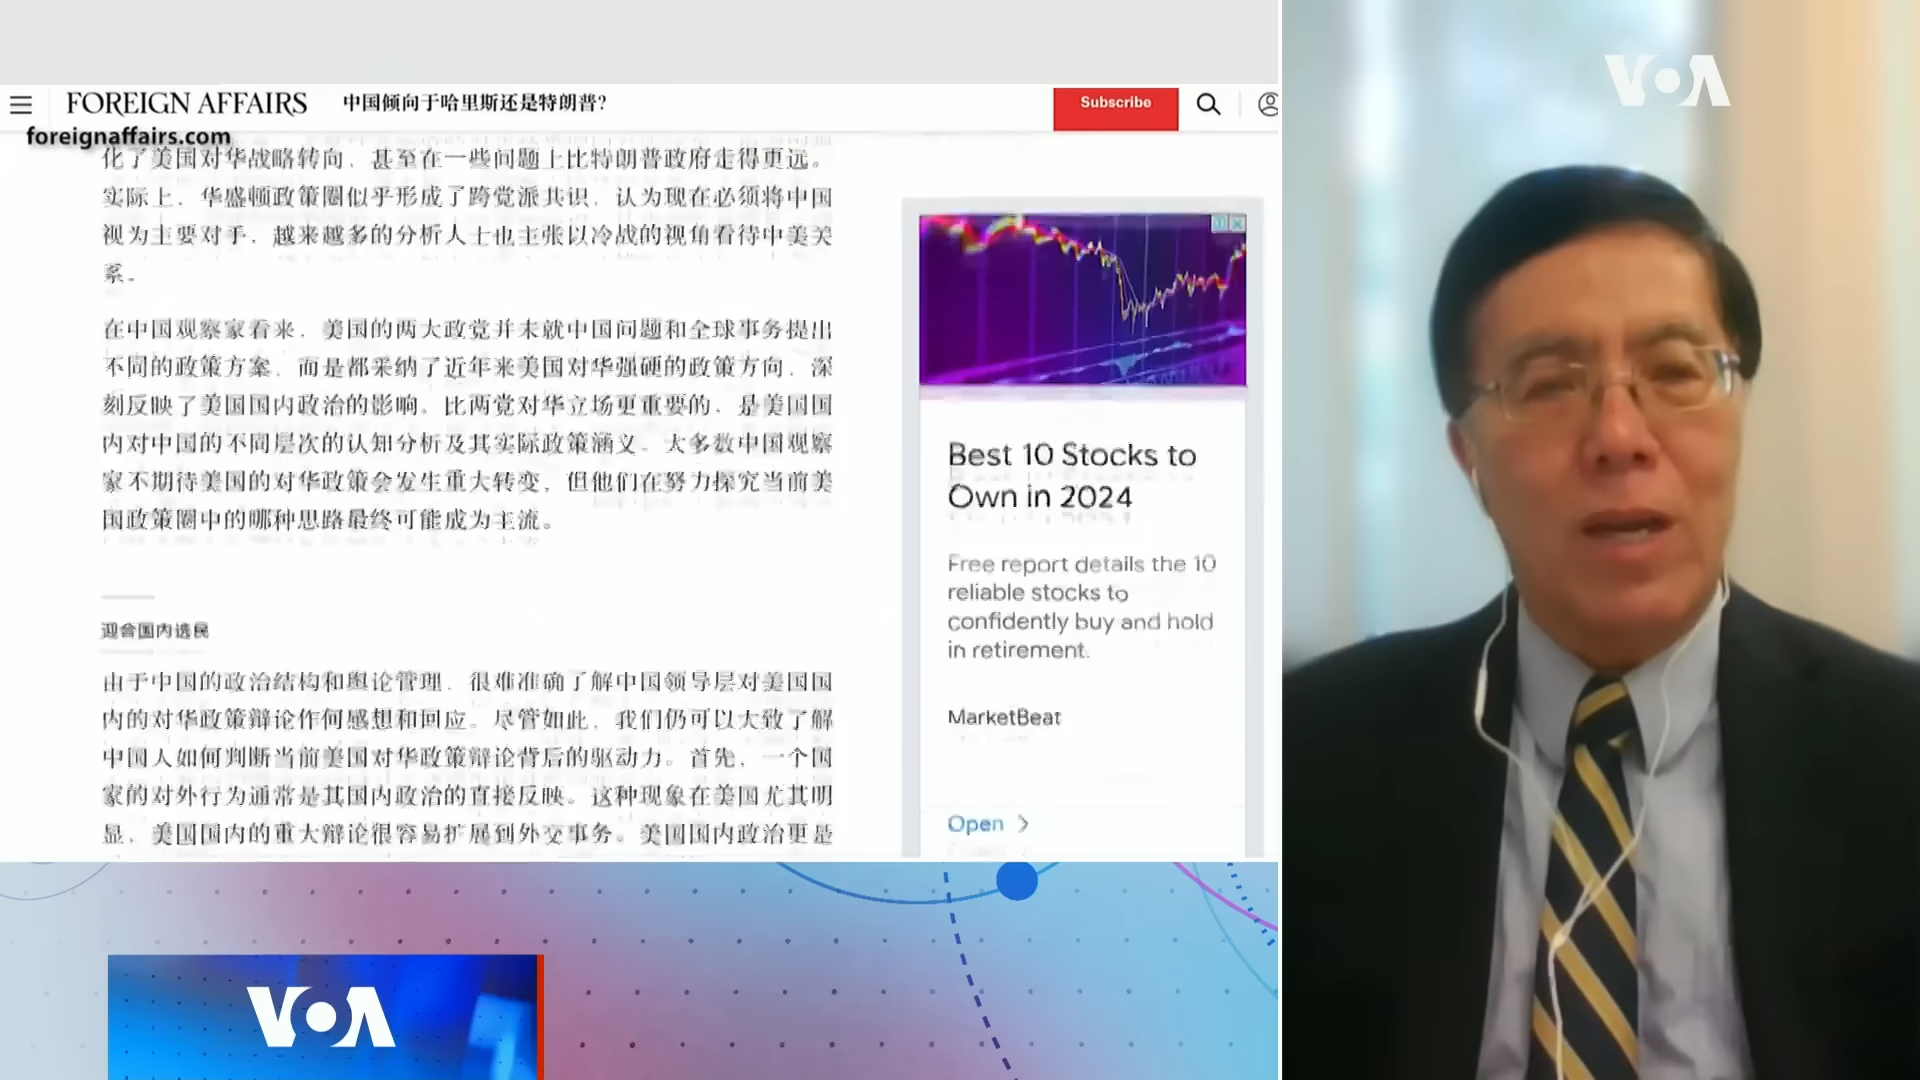 FOREIGN AFFAIRS
中国倾向于哈里斯还是特朗普?
Subscribe
foreignaffairs.com
化了美国对华战略转向，甚至在一些问题上比特朗普政府走得更远。
实际上，华盛顿政策圈似乎形成了跨党派共识，认为现在必须将中国
视为主要对手，越来越多的分析人士也主张以冷战的视角看待中美关
系。
在中国观察家看来，美国的两大政党并未就中国问题和全球事务提出
不同的政策方案，而是都采纳了近年来美国对华强硬的政策方向，深
刻反映了美国国内政治的影响。比两党对华立场更重要的，是美国国
内对中国的不同层次的认知分析及其实际政策涵义。大多数中国观察
家不期待美国的对华政策会发生重大转变，但他们在努力探究当前美
国政策圈中的哪种思路最终可能成为主流。
迎合国内选民
由于中国的政治结构和舆论管理，很难准确了解中国领导层对美国国
内的对华政策辩论作何感想和回应。尽管如此，我们仍可以大致了解
中国人如何判断当前美国对华政策辩论背后的驱动力。首先，一个国
家的对外行为通常是其国内政治的直接反映。这种现象在美国尤其明
显，美国国内的重大辩论很容易扩展到外交事务。美国国内政治更是
Best 10 Stocks to
Own in 2024
Free report details the 10
reliable stocks to
confidently buy and hold
in retirement.
MarketBeat
Open
VOA
VOA